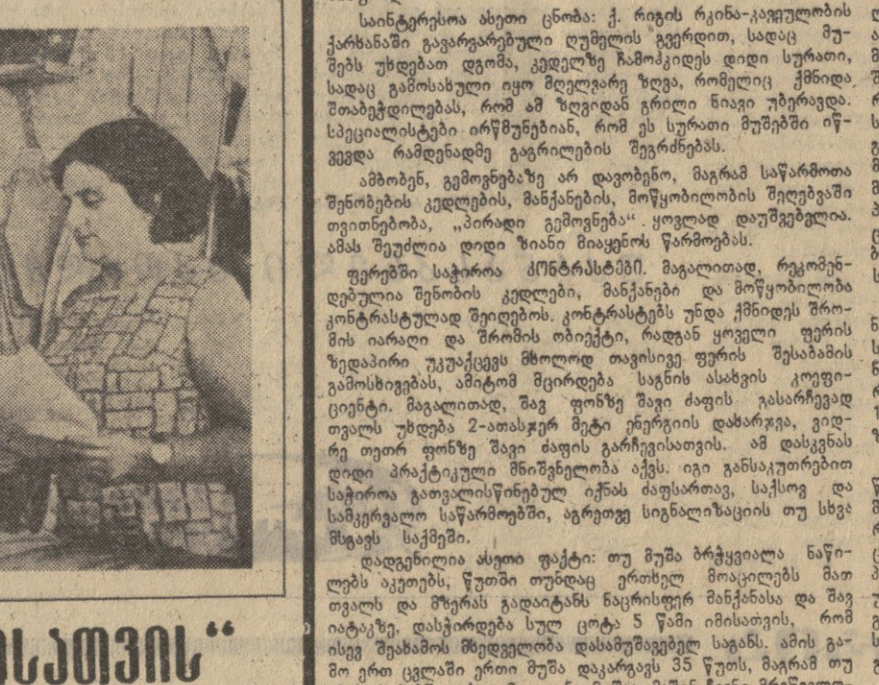 საინტერესოა ასეთი ცნობა: ქ. რიგის რკინა-კავეულობის
ქარხანაში გავარვარებული ღუმელის გვერდით, სადაც მუ-
შებს უხდებათ დგომა, კედელზე ჩამოჰკიდეს დიდი სურათი,
სადაც გამოსახული იყო მღელვარე ზღვა, რომელიც ქმნიდა
შთაბეჭდილებას, რომ ამ ზღვიდან გრილი ნიავი უბერავდა.
სპეციალისტები ირწმუნებიან, რომ ეს სურათი მუშებში იწ-
ვევდა რამდენადმე გაგრილების შეგრძნებას.
ამბობენ, გემოვნებაზე არ დავობენო, მაგრამ საწარმოთა
შენობების კედლების, მანქანების, მოწყობილობის შეღებვაში
თვითნებობა, „პირადი გემოვნება“ ყოვლად დაუშვებელია.
ამას შეუძლია დიდი ზიანი მიაყენოს წარმოებას.
ფერებში საჭიროა კონტრასტები. მაგალითად, რეკომენ-
დებულია შენობის კედლები, მანქანები და მოწყობილობა
კონტრასტულად შეიღებოს. კონტრასტებს უნდა ქმნიდეს შრო-
მის იარაღი და შრომის ობიექტი, რადგან ყოველი ფერის
ზედაპირი უკუაქცევს მხოლოდ თავისივე ფერის შესაბამის
გამოსხივებას, ამიტომ მცირდება საგნის ასახვის კოეფი-
ციენტი. მაგალითად, შავ ფონზე შავი ძაფის გასარჩევად
თვალს უხდება 2-ათასჯერ მეტი ენერგიის დახარჯვა, ვიდ-
რე თეთრ ფონზე შავი ძაფის გარჩევისათვის. ამ დასკვნას
დიდი პრაქტიკული მნიშვნელობა აქვს. იგი განსაკუთრებით
საჭიროა გათვალისწინებულ იქნას ძაფსართავ, საქსოვ და
სამკერვალო საწარმოებში, აგრეთვე სიგნალიზაციის თუ სხვა
მსგავს საქმეში.
დადგენილია ასეთი ფაქტი: თუ მუშა ბრჭყვიალა ნაწი-
ლებს აკეთებს, წუთში თუნდაც ერთხელ მოაცილებს მათ
თვალს და მზერას გადაიტანს ნაცრისფერ მანქანასა და შავ
იატაკზე, დასჭირდება სულ ცოტა 5 წამი იმისათვის, რომ
ისევ შეახამოს მხედველობა დასამუშავებელ საგანს. ამის გა-
მო ერთ ცვლაში ერთი მუშა დაკარგავს 35 წუთს, მაგრამ თუ